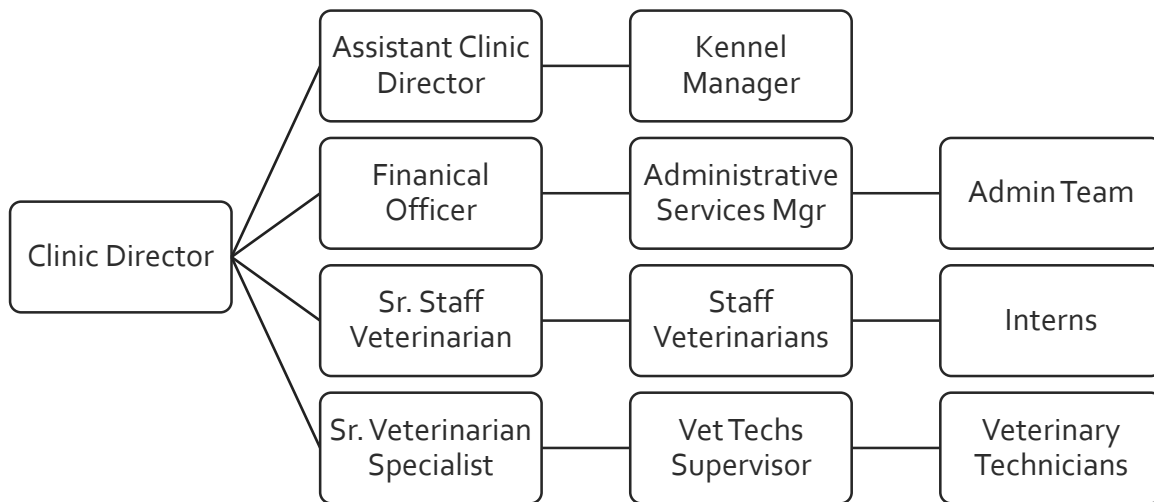 Assistant Clinic
Director
Kennel
Manager
Finanical
Officer
Administrative
Services Mgr
Admin Team
Clinic Director
Sr. Staff
Veterinarian
Staff
Veterinarians
Interns
Sr. Veterinarian
Specialist
Vet Techs
Supervisor
Veterinary
Technicians